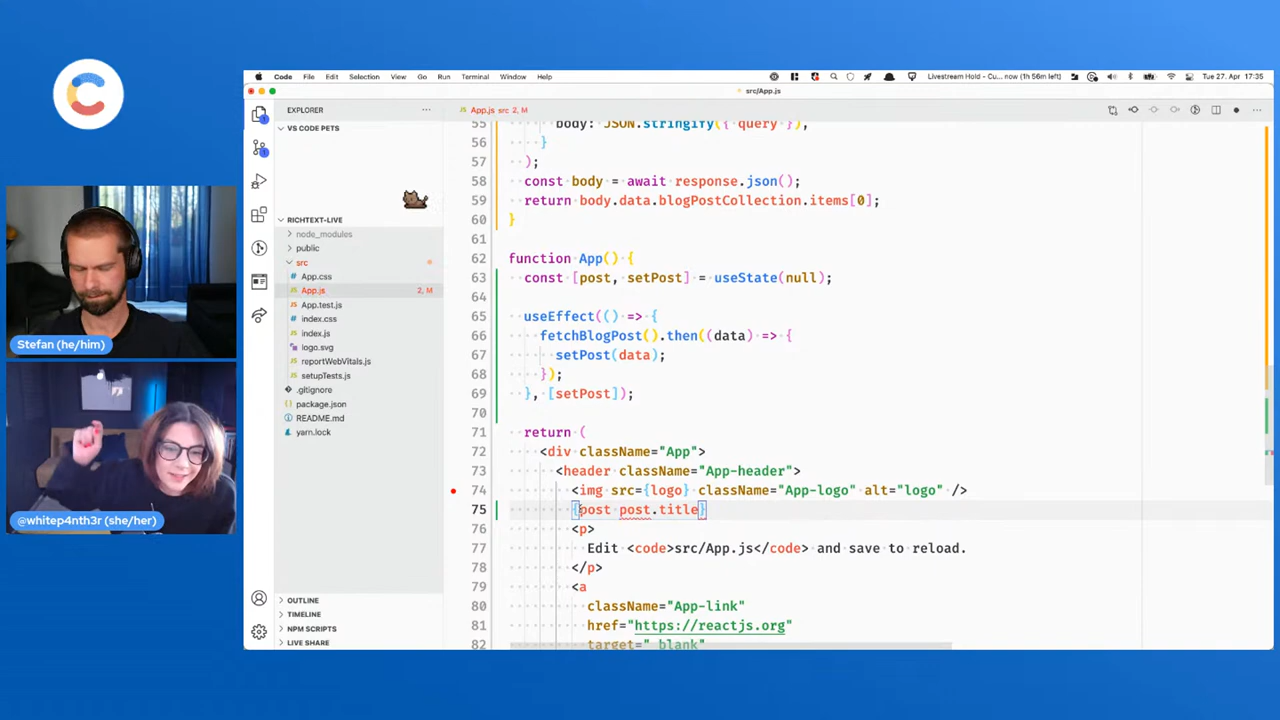 Code File Edit Selection View Go Run Terminal Window Help
Livestream Hold - Cu... now (1h 56m left)
Tue 27. Apr 17:35
src/App.js
EXPLORER
VS CODE PETS
RICHTEXT-LIVE
node_modules
public
src
App.css
App.js 2, M
App.test.js
index.css
index.js
logo.svg
reportWebVitals.js
setupTests.js
.gitignore
package.json
README.md
yarn.lock
OUTLINE
TIMELINE
NPM SCRIPTS
LIVE SHARE
App.js src 2, M
55 body: JSON.stringify({ query }),
56 }
57 );
58 const body = await response.json();
59 return body.data.blogPostCollection.items[0];
60 }
61
62 function App() {
63 const [post, setPost] = useState(null);
64
65 useEffect(() => {
66 fetchBlogPost().then((data) => {
67 setPost(data);
68 });
69 }, [setPost]);
70
71 return (
72 <div className="App">
73 <header className="App-header">
74 <img src={logo} className="App-logo" alt="logo" />
75 {post post.title}
76 <p>
77 Edit <code>src/App.js</code> and save to reload.
78 </p>
79 <a
80 className="App-link"
81 href="https://reactjs.org"
82 target="_blank"
Stefan (he/him)
@whitep4nth3r (she/her)